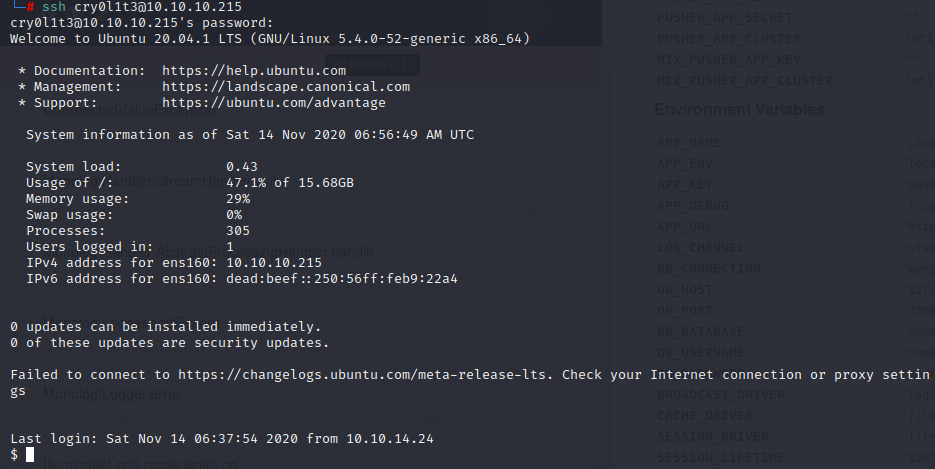 # ssh cry0l1t3@10.10.10.215
cry0l1t3@10.10.10.215's password:
Welcome to Ubuntu 20.04.1 LTS (GNU/Linux 5.4.0-52-generic x86_64)
* Documentation: https://help.ubuntu.com
* Management: https://landscape.canonical.com
* Support: https://ubuntu.com/advantage
System information as of Sat 14 Nov 2020 06:56:49 AM UTC
System load: 0.43
Usage of /: 47.1% of 15.68GB
Memory usage: 29%
Swap usage: 0%
Processes: 305
Users logged in: 1
IPv4 address for ens160: 10.10.10.215
IPv6 address for ens160: dead:beef::250:56ff:feb9:22a4
0 updates can be installed immediately.
0 of these updates are security updates.
Failed to connect to https://changelogs.ubuntu.com/meta-release-lts. Check your Internet connection or proxy settin
gs
Last login: Sat Nov 14 06:37:54 2020 from 10.10.14.24
$
PUSHER_APP_SECRET ""
PUSHER_APP_CLUSTER
MIX_PUSHER_APP_KEY ""
MIX_PUSHER_APP_CLUSTER
Environment Variables
APP_NAME
APP_ENV
APP_KEY
APP_DEBUG
APP_URL
LOG_CHANNEL
DB_CONNECTION
DB_HOST
DB_PORT
DB_DATABASE
DB_USERNAME
BROADCAST_DRIVER
CACHE_DRIVER
SESSION_DRIVER
SESSION_LIFETIME
Monolog\Logger error